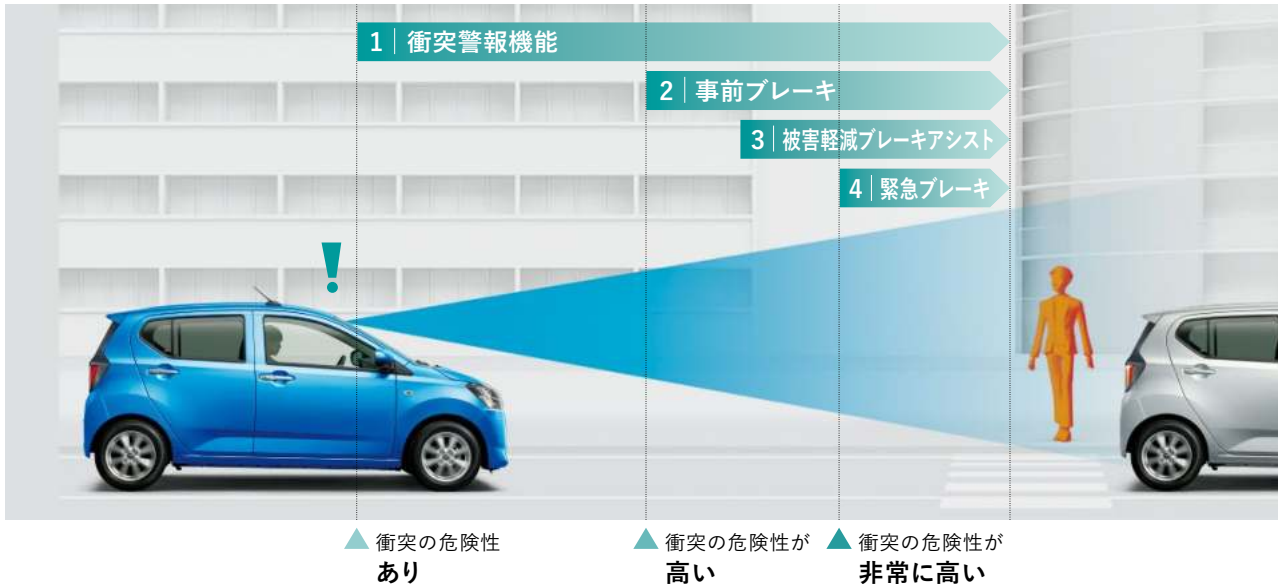 1 | 衝突警報機能
2 | 事前ブレーキ
3 | 被害軽減ブレーキアシスト
4 | 緊急ブレーキ
!
▲ 衝突の危険性
あり
▲ 衝突の危険性が
高い
▲ 衝突の危険性が
非常に高い